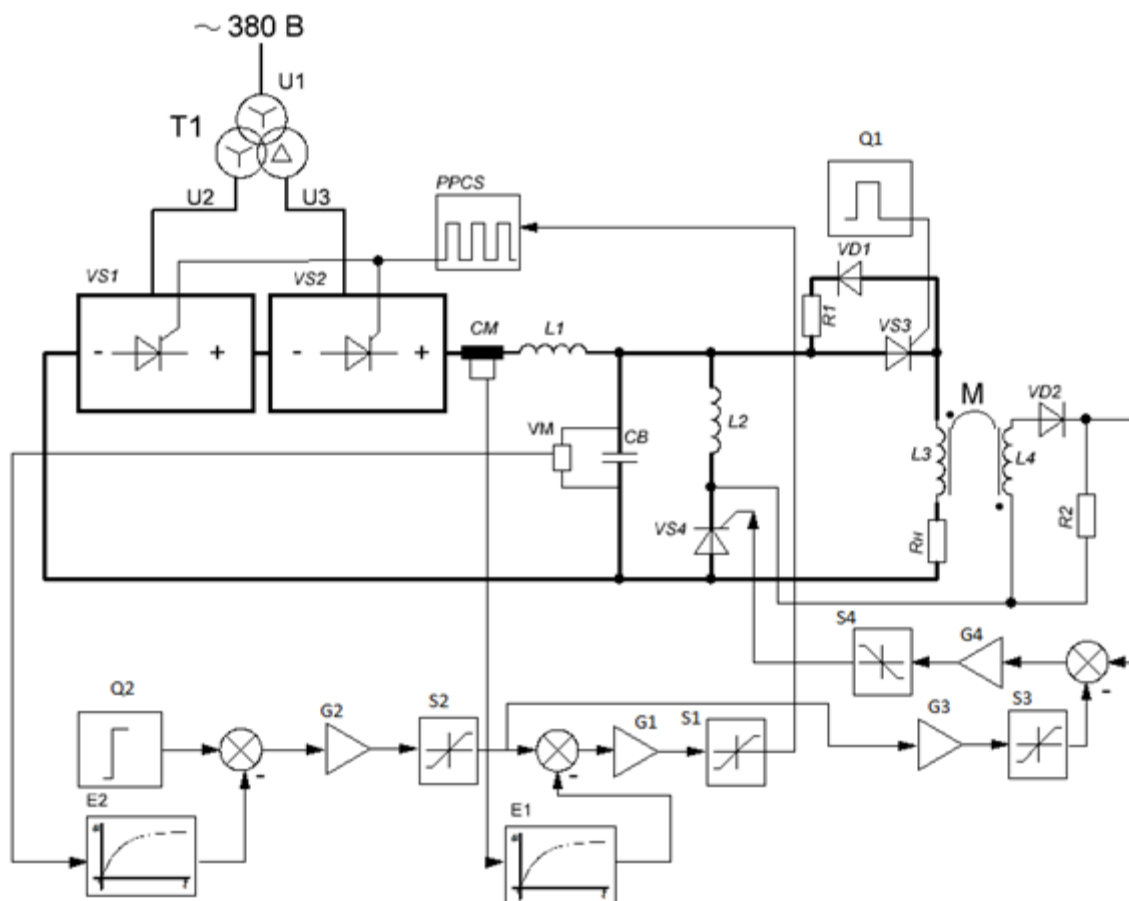 ~ 380 В
U1
T1
U2
U3
PPCS
Q1
VD1
R1
VS3
VS1
VS2
CM
L1
-
+
-
+
M
VD2
L2
L3
L4
VM
CB
R2
VS4
Rн
S4
G4
-
Q2
G2
S2
G1
S1
G3
S3
-
-
E2
E1